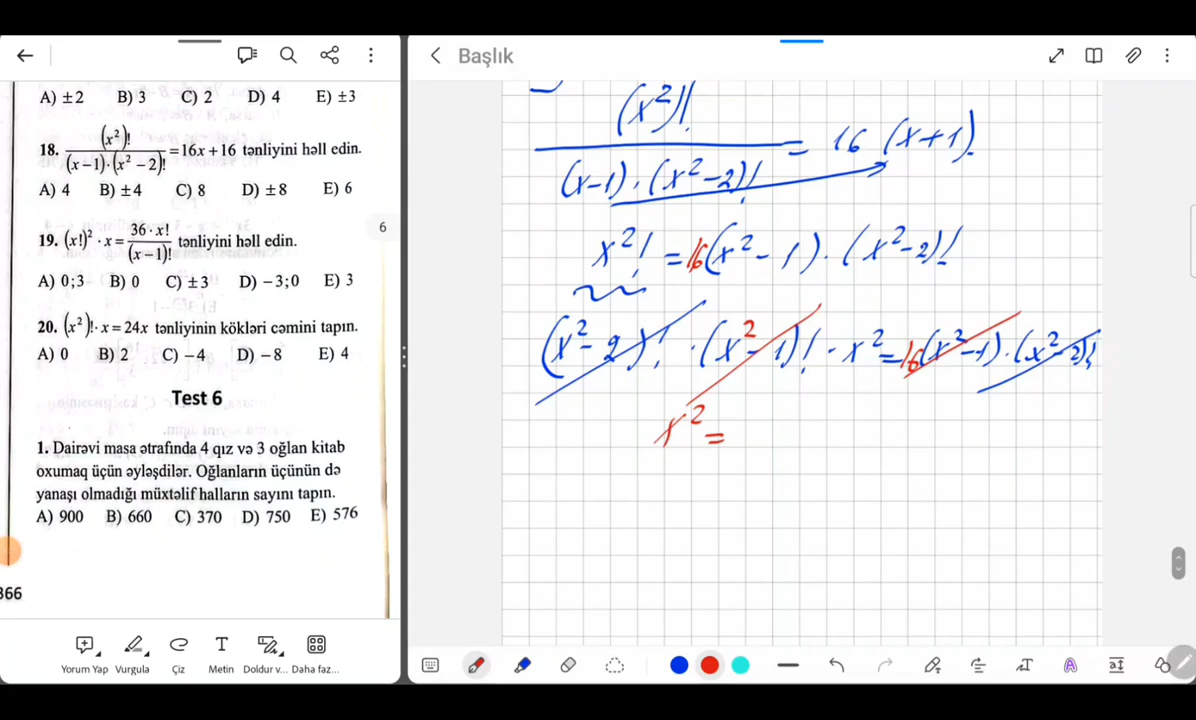 A) ±2 B) 3 C) 2 D) 4 E) ±3
18. (x²)! / (x−1)·(x²−2)! = 16x+16 tənliyini həll edin.
A) 4 B) ±4 C) 8 D) ±8 E) 6
19. (x!)² · x = 36·x! / (x−1)! tənliyini həll edin.
A) 0;3 B) 0 C) ±3 D) −3;0 E) 3
20. (x²)!·x = 24x tənliyinin kökləri cəmini tapın.
A) 0 B) 2 C) −4 D) −8 E) 4
Test 6
1. Dairəvi masa ətrafında 4 qız və 3 oğlan kitab
oxumaq üçün əyləşdilər. Oğlanların üçünün də
yanaşı olmadığı müxtəlif halların sayını tapın.
A) 900 B) 660 C) 370 D) 750 E) 576
6
366
Yorum Yap Vurgula Çiz Metin Doldur v... Daha faz...
Başlık
(x²)! / (x−1)·(x²−2)! = 16 (x+1)
x²! = 16(x²−1)·(x²−2)!
(x²−2)! ·(x²−1)! · x² = 16(x²−1)·(x²−2)!
x² =